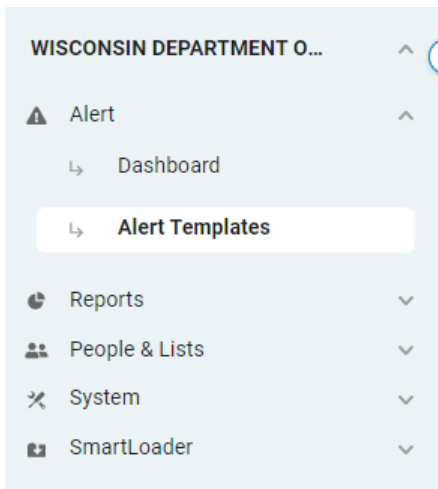 WISCONSIN DEPARTMENT O...
Alert
Dashboard
Alert Templates
Reports
People & Lists
System
SmartLoader